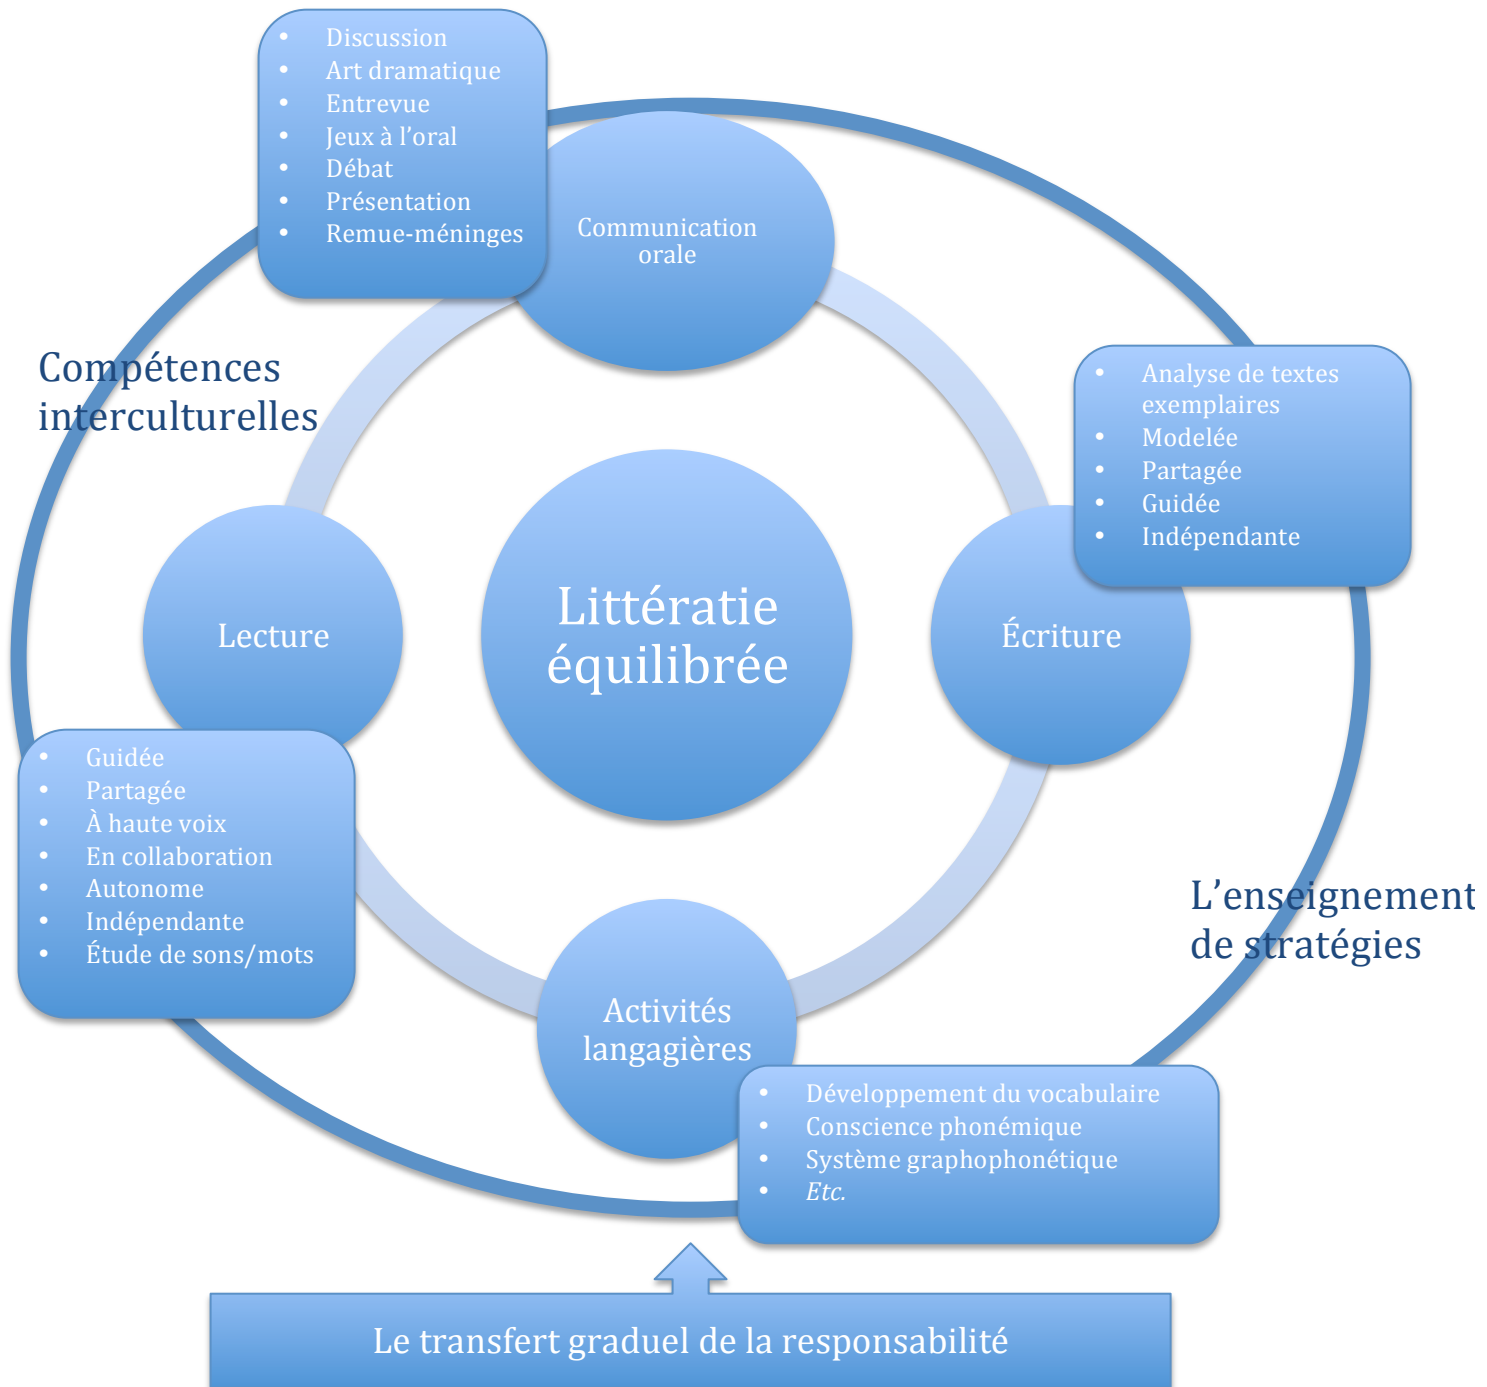 • Discussion
• Art dramatique
• Entrevue
• Jeux à l’oral
• Débat
• Présentation
• Remue-méninges
Communication
orale
Compétences
interculturelles
• Analyse de textes
exemplaires
• Modelée
• Partagée
• Guidée
• Indépendante
Lecture
Littératie
équilibrée
Écriture
• Guidée
• Partagée
• À haute voix
• En collaboration
• Autonome
• Indépendante
• Étude de sons/mots
L’enseignement
de stratégies
Activités
langagières
• Développement du vocabulaire
• Conscience phonémique
• Système graphophonétique
• Etc.
Le transfert graduel de la responsabilité